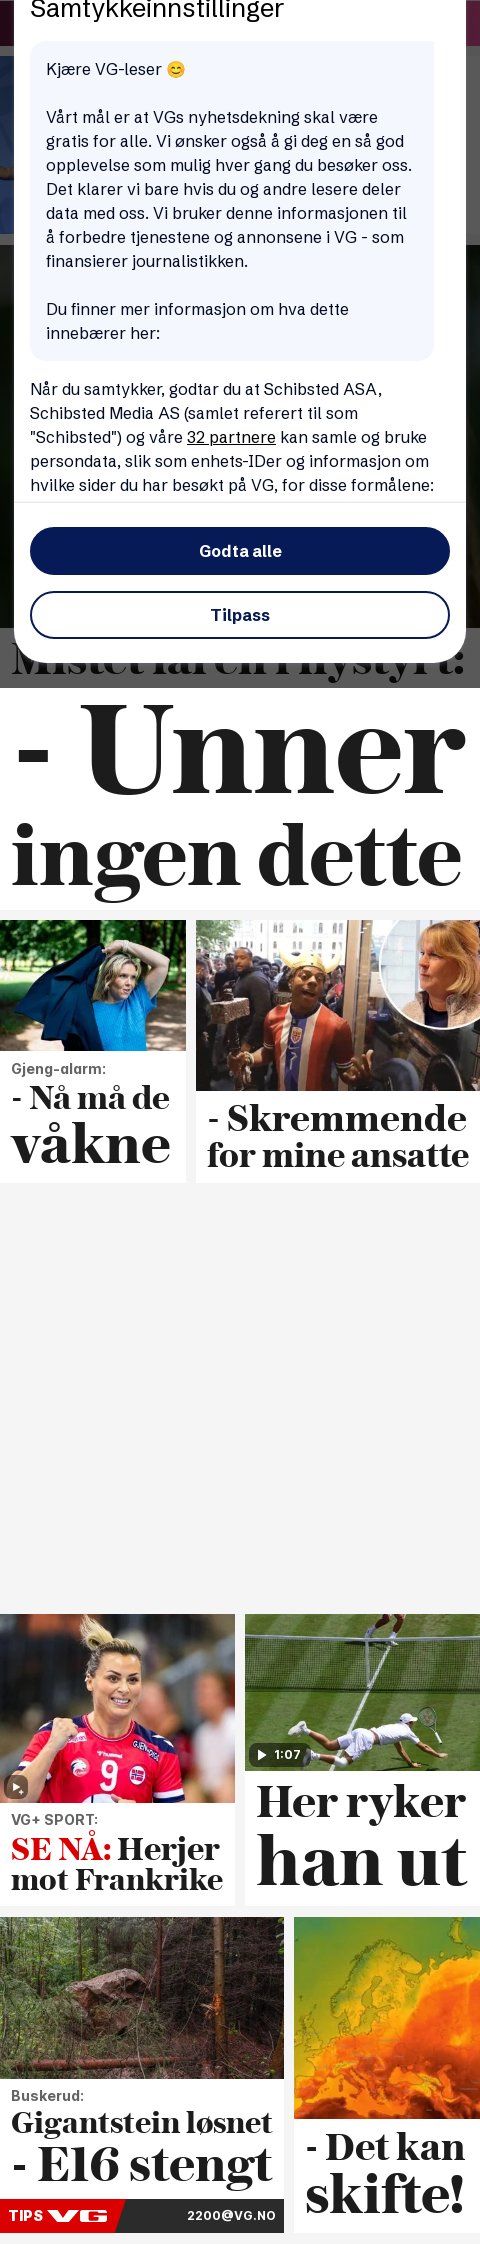 Samtykkeinnstillinger
Kjære VG-leser 😊
Vårt mål er at VGs nyhetsdekning skal være
gratis for alle. Vi ønsker også å gi deg en så god
opplevelse som mulig hver gang du besøker oss.
Det klarer vi bare hvis du og andre lesere deler
data med oss. Vi bruker denne informasjonen til
å forbedre tjenestene og annonsene i VG - som
finansierer journalistikken.
Du finner mer informasjon om hva dette
innebærer her:
Når du samtykker, godtar du at Schibsted ASA,
Schibsted Media AS (samlet referert til som
"Schibsted") og våre 32 partnere kan samle og bruke
persondata, slik som enhets-IDer og informasjon om
hvilke sider du har besøkt på VG, for disse formålene:
Godta alle
Tilpass
- Unner
ingen dette
Gjeng-alarm:
- Nå må de
våkne
- Skremmende
for mine ansatte
9
1:07
VG+ SPORT:
SE NÅ: Herjer
mot Frankrike
Her ryker
han ut
Buskerud:
Gigantstein løsnet
- E16 stengt
TIPS VG 2200@VG.NO
- Det kan
skifte!